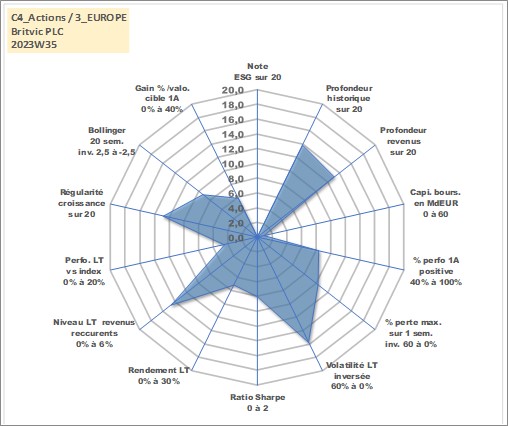 C4_Actions / 3_EUROPE
Britvic PLC
2023W35
Note
ESG sur 20
Profondeur
historique
sur 20
Profondeur
revenus
sur 20
Capi. bours.
en MdEUR
0 à 60
% perfo 1A
positive
40% à 100%
% perte max.
sur 1 sem.
inv. 60 à 0%
Volatilité LT
inversée
60% à 0%
Ratio Sharpe
0 à 2
Rendement LT
0% à 30%
Niveau LT revenus
reccurents
0% à 6%
Perfo. LT
vs index
0% à 20%
Régularité
croissance
sur 20
Bollinger
20 sem.
inv. 2,5 à -2,5
Gain % /valo.
cible 1A
0% à 40%
20,0
18,0
16,0
14,0
12,0
10,0
8,0
6,0
4,0
2,0
0,0